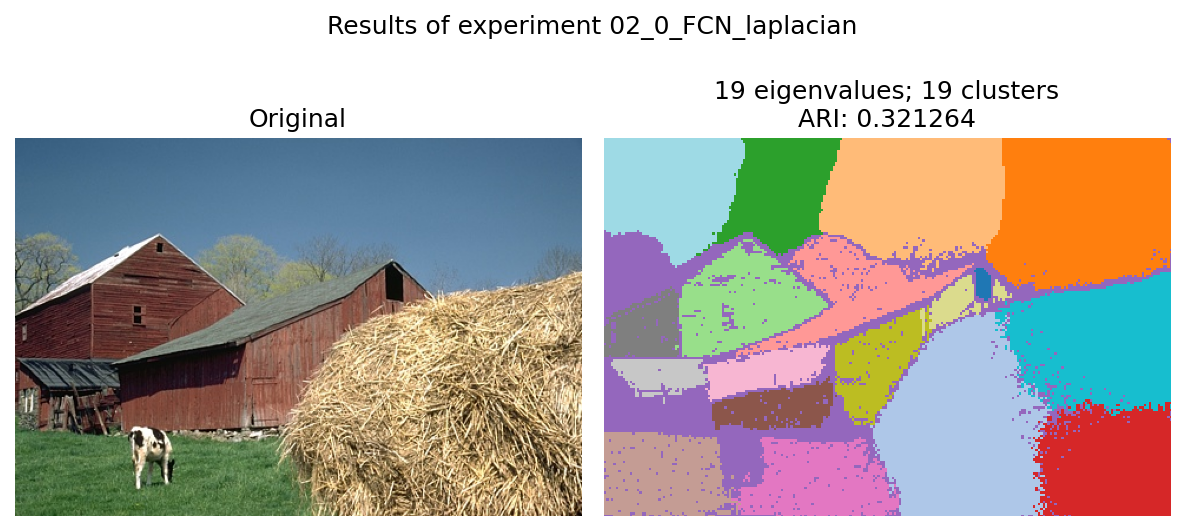 Results of experiment 02_0_FCN_laplacian
Original
19 eigenvalues; 19 clusters
ARI: 0.321264